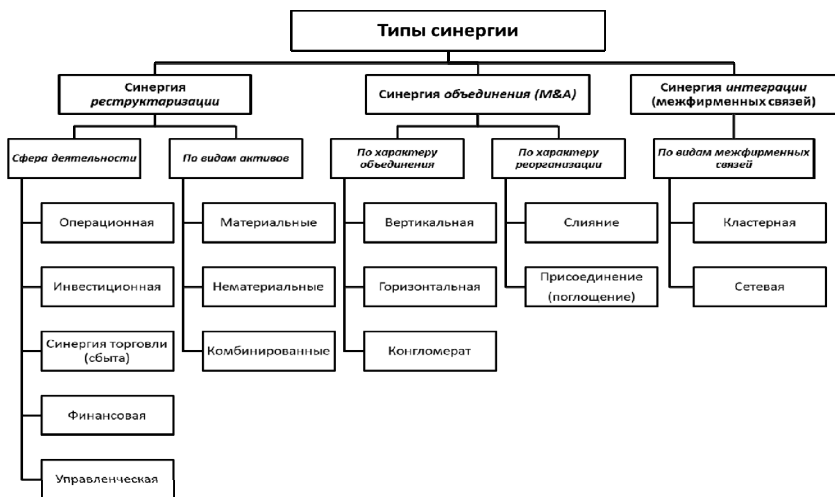 Типы синергии
Синергия
реструктаризации
Синергия объединения (M&A)
Синергия интеграции
(межфирменных связей)
Сфера деятельности
По видам активов
По характеру
объединения
По характеру
реорганизации
По видам межфирменных
связей
Операционная
Материальные
Вертикальная
Слияние
Кластерная
Инвестиционная
Нематериальные
Горизонтальная
Присоединение
(поглощение)
Сетевая
Синергия торговли
(сбыта)
Комбинированные
Конгломерат
Финансовая
Управленческая